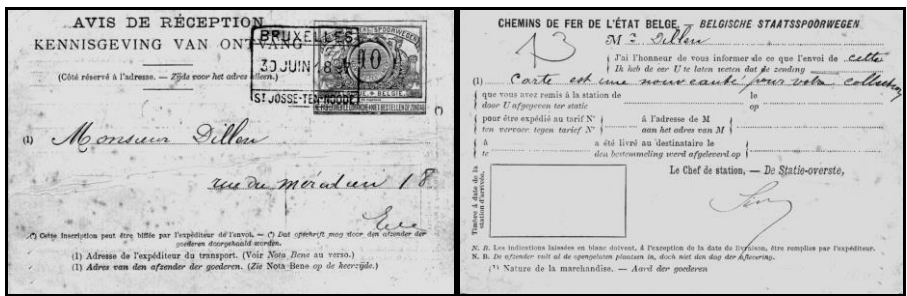 AVIS DE RÉCEPTION
KENNISGEVING VAN ONTVANG
(Côté réservé à l'adresse. — Zijde voor het adres alleen.)
BRUXELLES
30 JUIN 18
ST JOSSE-TEN-NOODE
10
(1) Monsieur Dillen
rue du méridien 18
(*) Cette inscription peut être biffée par l'expéditeur de l'envoi. — (*) Dat opschrift mag door den afzender der
goederen doorgehaald worden.
(1) Adresse de l'expéditeur du transport. (Voir Nota Bene au verso.)
(1) Adres van den afzender der goederen. (Zie Nota Bene op de keerzijde.)
CHEMINS DE FER DE L'ÉTAT BELGE. — BELGISCHE STAATSSPOORWEGEN.
13
M r Dillen
J'ai l'honneur de vous informer de ce que l'envoi de cette
Ik heb de eer U te laten weten dat de zending
(1) Carte est une nouveauté pour votre collection
que vous avez remis à la station de le
door U afgegeven ter statie op
pour être expédié au tarif N° à l'adresse de M
ten vervoer tegen tarief N° aan het adres van M
à a été livré au destinataire le
te den bestemmeling werd afgeleverd op
Le Chef de station, — De Statie-overste,
Timbre à date de la
station d'arrivée.
N. B. Les indications laissées en blanc doivent, à l'exception de la date de livraison, être remplies par l'expéditeur.
N. B. De afzender vult al de opengelaten plaatsen in, doch niet den dag der aflevering.
(1) Nature de la marchandise. — Aard der goederen